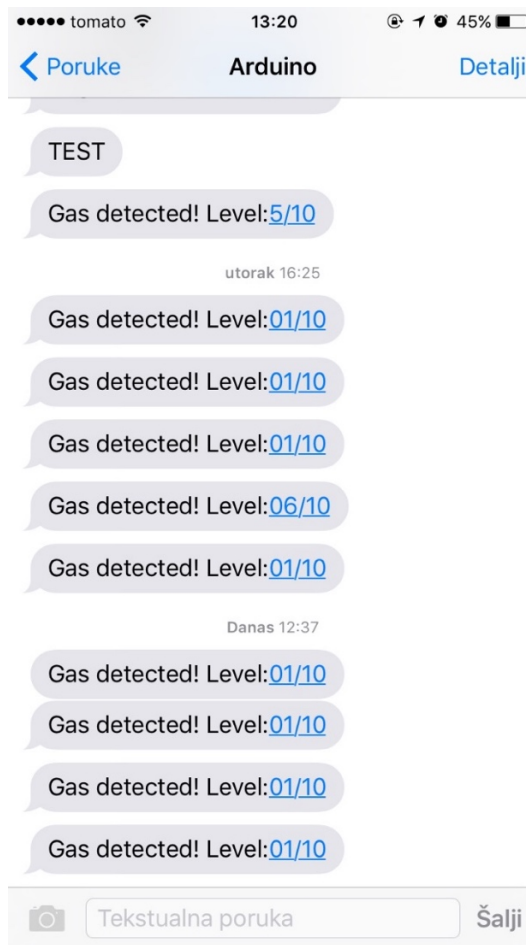 tomato 13:20 45%
Poruke Arduino Detalji
TEST
Gas detected! Level:5/10
utorak 16:25
Gas detected! Level:01/10
Gas detected! Level:01/10
Gas detected! Level:01/10
Gas detected! Level:06/10
Gas detected! Level:01/10
Danas 12:37
Gas detected! Level:01/10
Gas detected! Level:01/10
Gas detected! Level:01/10
Gas detected! Level:01/10
Tekstualna poruka Šalji